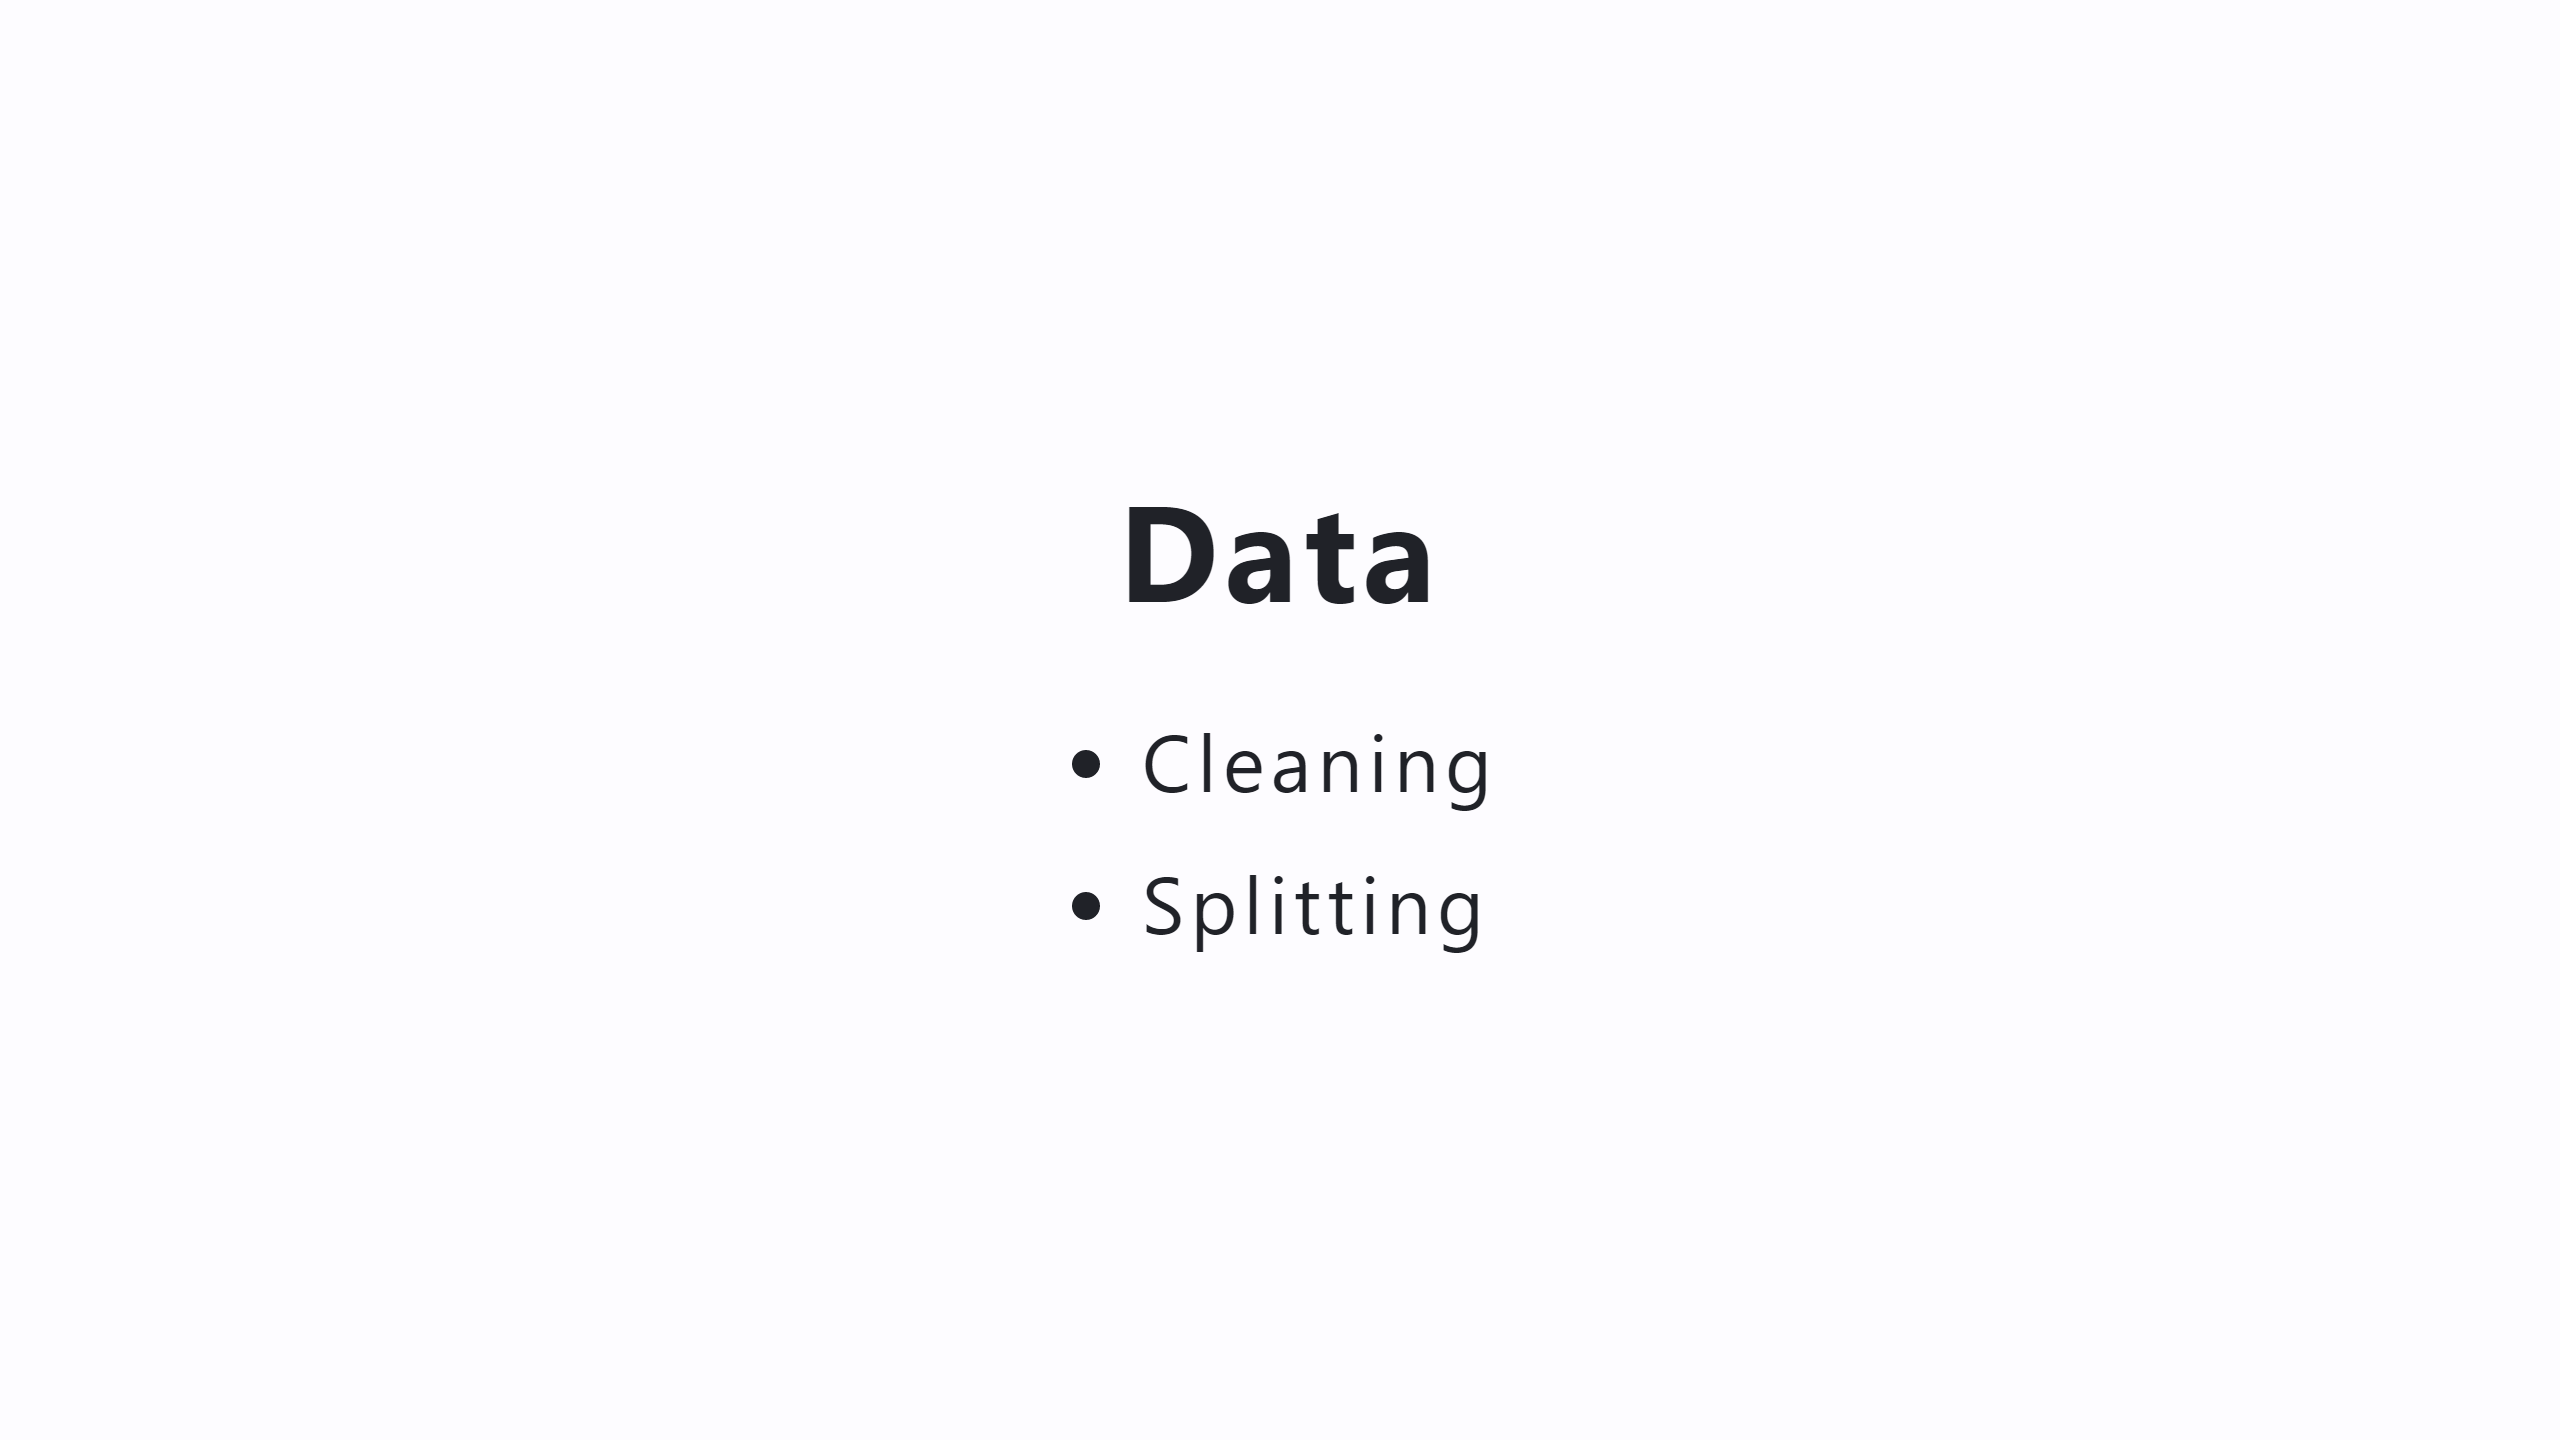 Data
• Cleaning
• Splitting